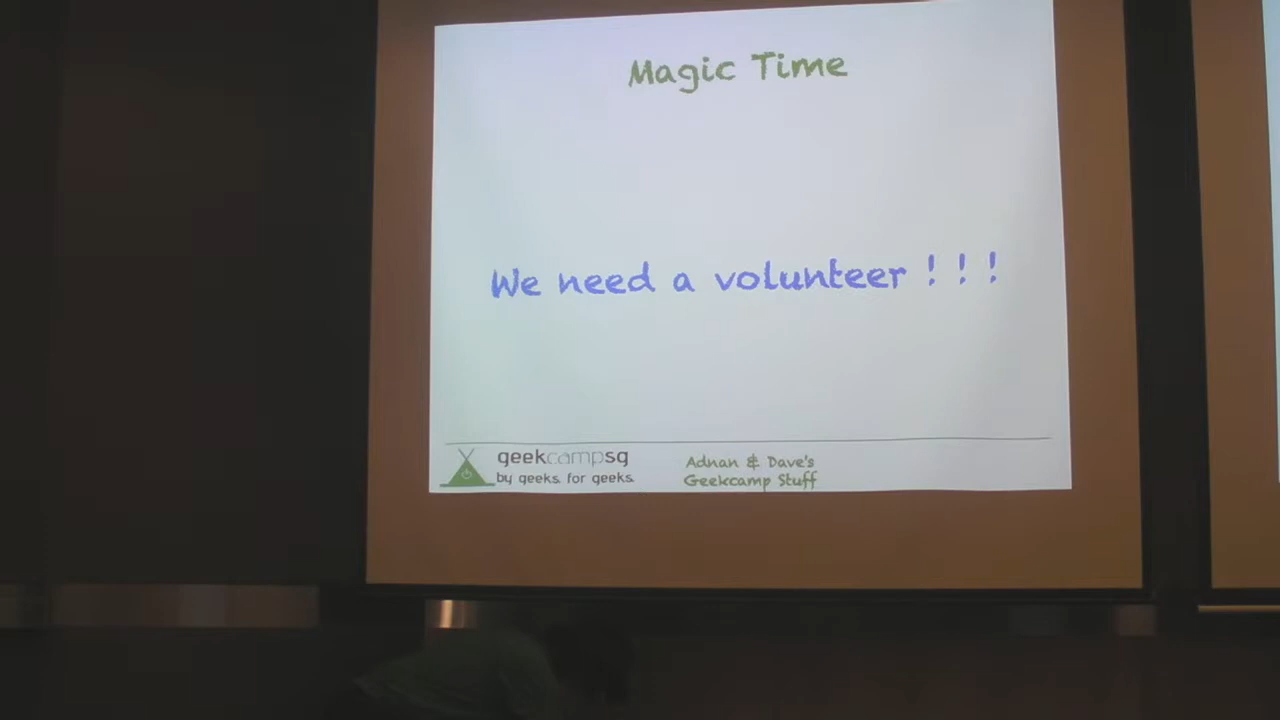 Magic Time
We need a volunteer ! ! !
geekcampsg
by geeks. for geeks.
Adnan & Dave's
Geekcamp Stuff